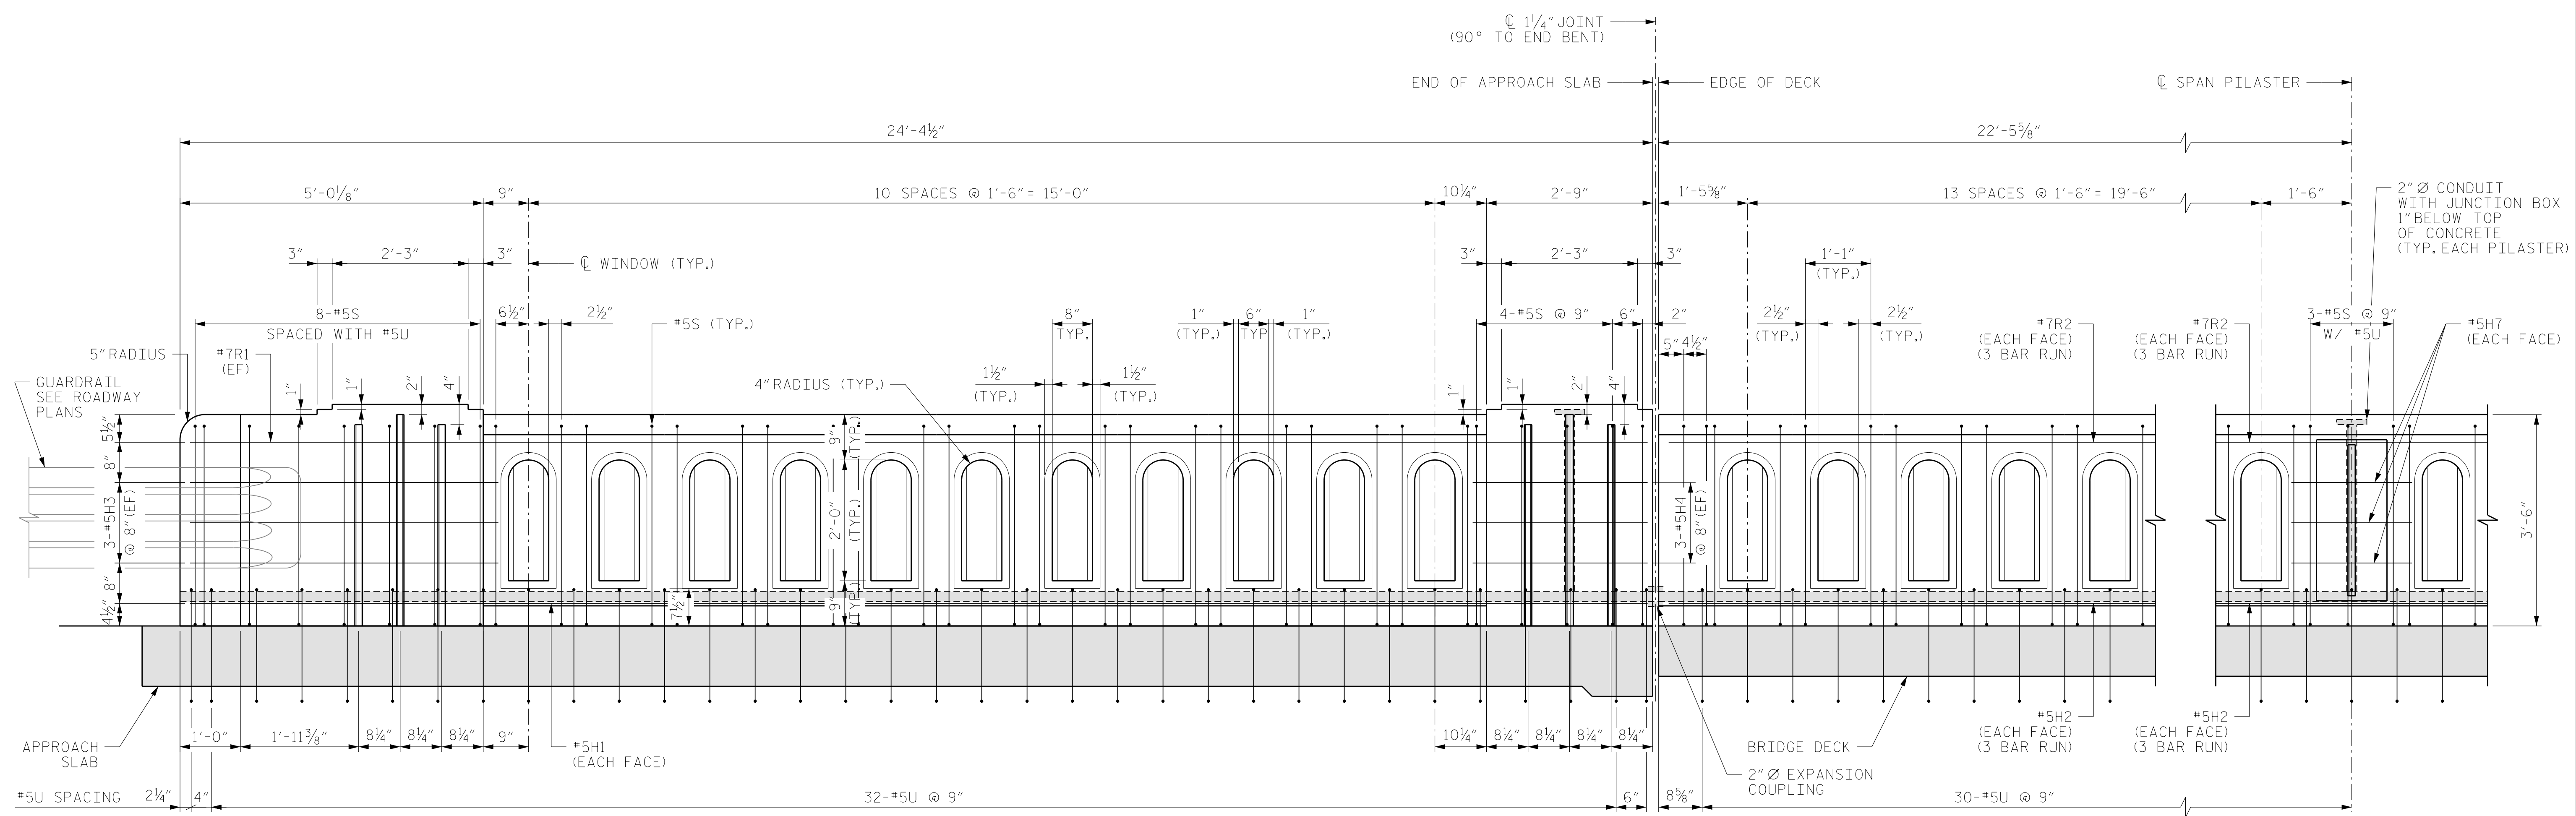 ℄ 1¼" JOINT
(90° TO END BENT)
END OF APPROACH SLAB
EDGE OF DECK
℄ SPAN PILASTER
24'-4½"
22'-5⅝"
5'-0⅛"
9"
10 SPACES @ 1'-6" = 15'-0"
10¼"
2'-9"
1'-5⅝"
13 SPACES @ 1'-6" = 19'-6"
1'-6"
2" Ø CONDUIT
WITH JUNCTION BOX
1" BELOW TOP
OF CONCRETE
(TYP. EACH PILASTER)
3"
2'-3"
3"
℄ WINDOW (TYP.)
3"
2'-3"
3"
1'-1"
(TYP.)
8-#5S
SPACED WITH #5U
6½"
2½"
#5S (TYP.)
8"
TYP.
1"
(TYP.)
6"
TYP
1"
(TYP.)
4-#5S @ 9"
6"
2"
2½"
(TYP.)
2½"
(TYP.)
#7R2
(EACH FACE)
(3 BAR RUN)
#7R2
(EACH FACE)
(3 BAR RUN)
3-#5S @ 9"
W/ #5U
#5H7
(EACH FACE)
5" RADIUS
#7R1
(EF)
5"
4½"
GUARDRAIL
SEE ROADWAY
PLANS
1"
1"
2"
4"
4" RADIUS (TYP.)
1½"
(TYP.)
1½"
(TYP.)
1"
1"
2"
4"
5½"
8"
3-#5H3
@ 8" (EF)
8"
4½"
9"
(TYP.)
2'-0"
(TYP.)
9"
(TYP.)
7½"
3-#5H4
@ 8" (EF)
3'-6"
APPROACH
SLAB
1'-0"
1'-11⅜"
8¼"
8¼"
8¼"
9"
#5H1
(EACH FACE)
10¼"
8¼"
8¼"
8¼"
8¼"
BRIDGE DECK
#5H2
(EACH FACE)
(3 BAR RUN)
#5H2
(EACH FACE)
(3 BAR RUN)
2" Ø EXPANSION
COUPLING
#5U SPACING
2¼"
4"
32-#5U @ 9"
6"
8⅝"
30-#5U @ 9"